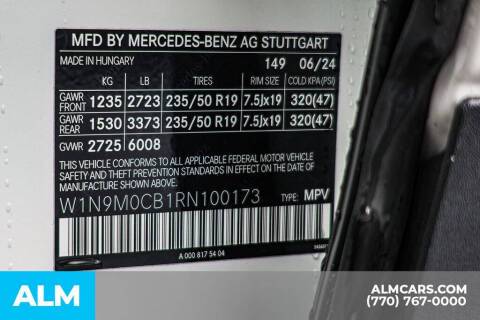 MFD BY MERCEDES-BENZ AG STUTTGART
MADE IN HUNGARY 149 06/24
KG LB TIRES RIM SIZE COLD KPA(PSI)
GAWR FRONT 1235 2723 235/50 R19 7.5Jx19 320(47)
GAWR REAR 1530 3373 235/50 R19 7.5Jx19 320(47)
GVWR 2725 6008
THIS VEHICLE CONFORMS TO ALL APPLICABLE FEDERAL MOTOR VEHICLE
SAFETY STANDARDS IN EFFECT ON THE DATE OF MANUFACTURE SHOWN ABOVE.
W1N9M0CB1RN100173 TYPE: MPV
A 000 817 54 04
ALM
ALMCARS.COM
(770) 767-0000